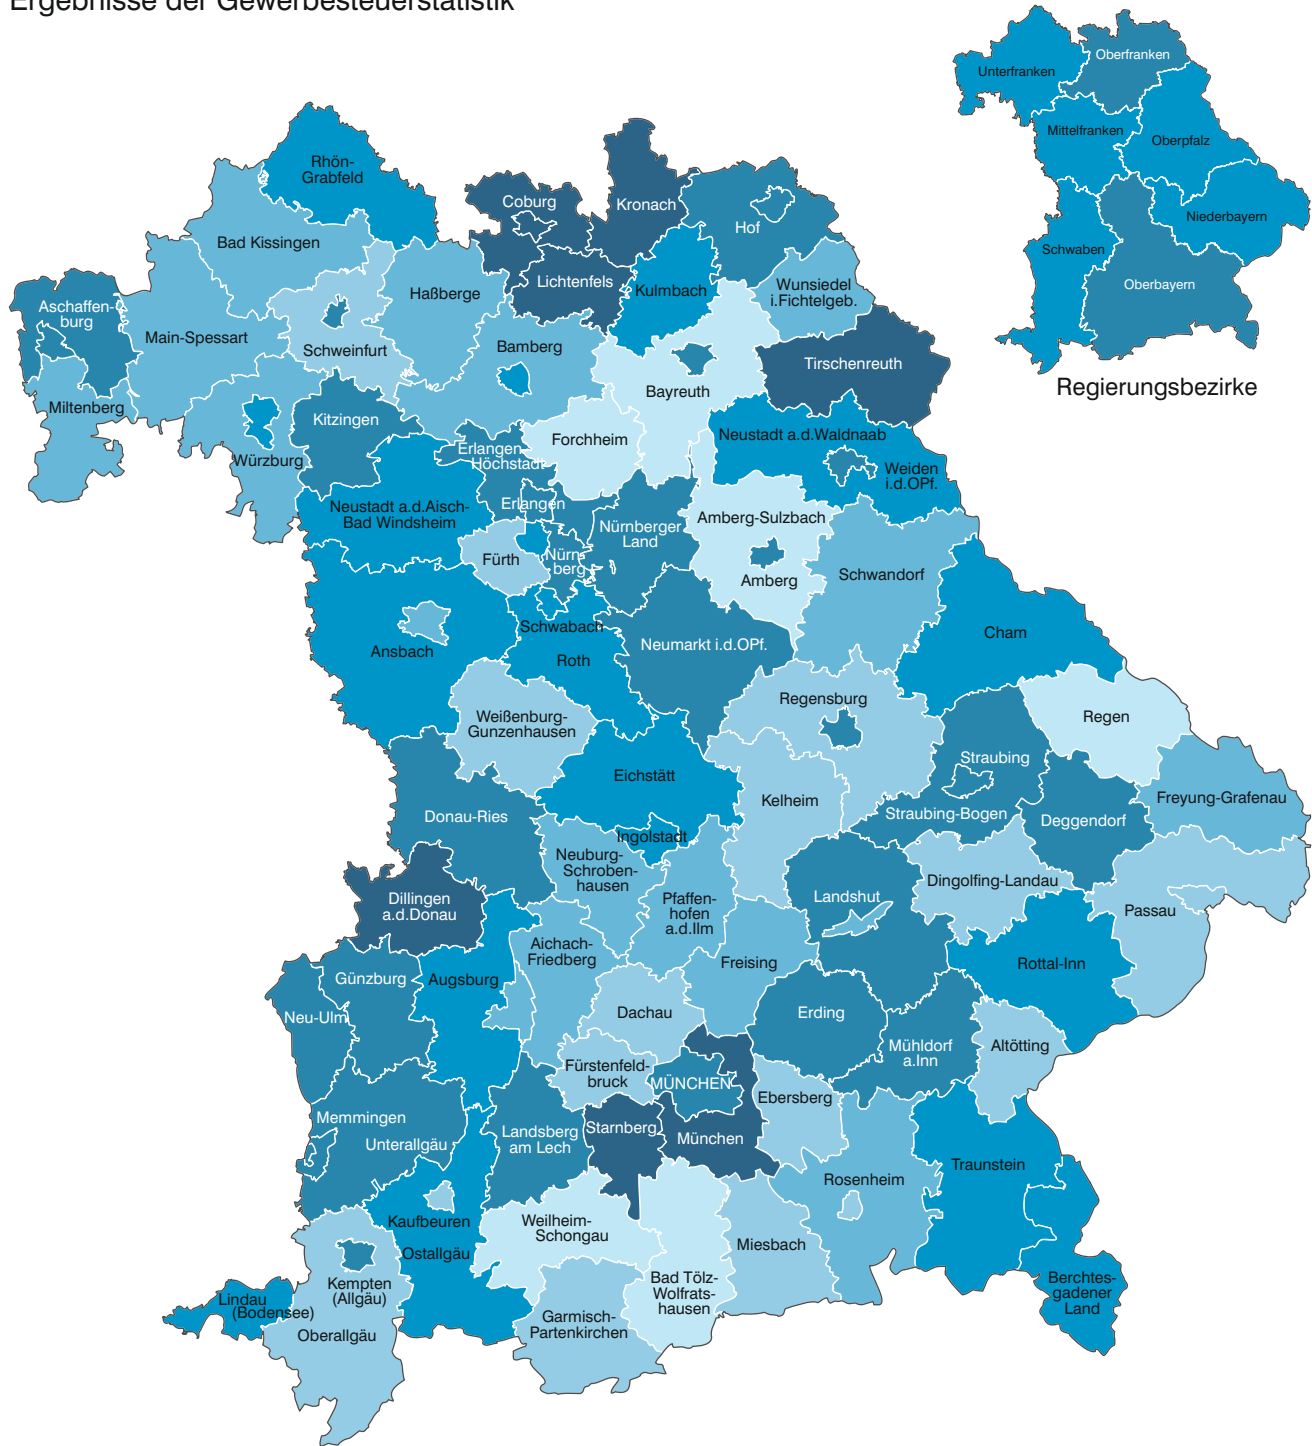 Ergebnisse der Gewerbesteuerstatistik
Unterfranken
Oberfranken
Mittelfranken
Oberpfalz
Niederbayern
Schwaben
Oberbayern
Regierungsbezirke
Rhön-
Grabfeld
Coburg
Kronach
Hof
Bad Kissingen
Lichtenfels
Kulmbach
Wunsiedel
i.Fichtelgeb.
Haßberge
Aschaffen-
burg
Main-Spessart
Schweinfurt
Bamberg
Tirschenreuth
Bayreuth
Miltenberg
Kitzingen
Forchheim
Neustadt a.d.Waldnaab
Würzburg
Erlangen-
Höchstadt
Weiden
i.d.OPf.
Neustadt a.d.Aisch-
Bad Windsheim
Erlangen
Nürnberger
Land
Amberg-Sulzbach
Fürth
Nürn-
berg
Amberg
Schwandorf
Schwabach
Cham
Ansbach
Roth
Neumarkt i.d.OPf.
Regensburg
Weißenburg-
Gunzenhausen
Regen
Straubing
Eichstätt
Kelheim
Freyung-Grafenau
Donau-Ries
Straubing-Bogen
Deggendorf
Ingolstadt
Neuburg-
Schroben-
hausen
Dingolfing-Landau
Dillingen
a.d.Donau
Pfaffen-
hofen
a.d.Ilm
Landshut
Passau
Aichach-
Friedberg
Freising
Rottal-Inn
Günzburg
Augsburg
Neu-Ulm
Dachau
Erding
Mühldorf
a.Inn
Altötting
Fürstenfeld-
bruck
MÜNCHEN
Ebersberg
Memmingen
Unterallgäu
Landsberg
am Lech
Starnberg
München
Traunstein
Rosenheim
Kaufbeuren
Weilheim-
Schongau
Ostallgäu
Miesbach
Kempten
(Allgäu)
Bad Tölz-
Wolfrats-
hausen
Berchtes-
gadener
Land
Lindau
(Bodensee)
Oberallgäu
Garmisch-
Partenkirchen